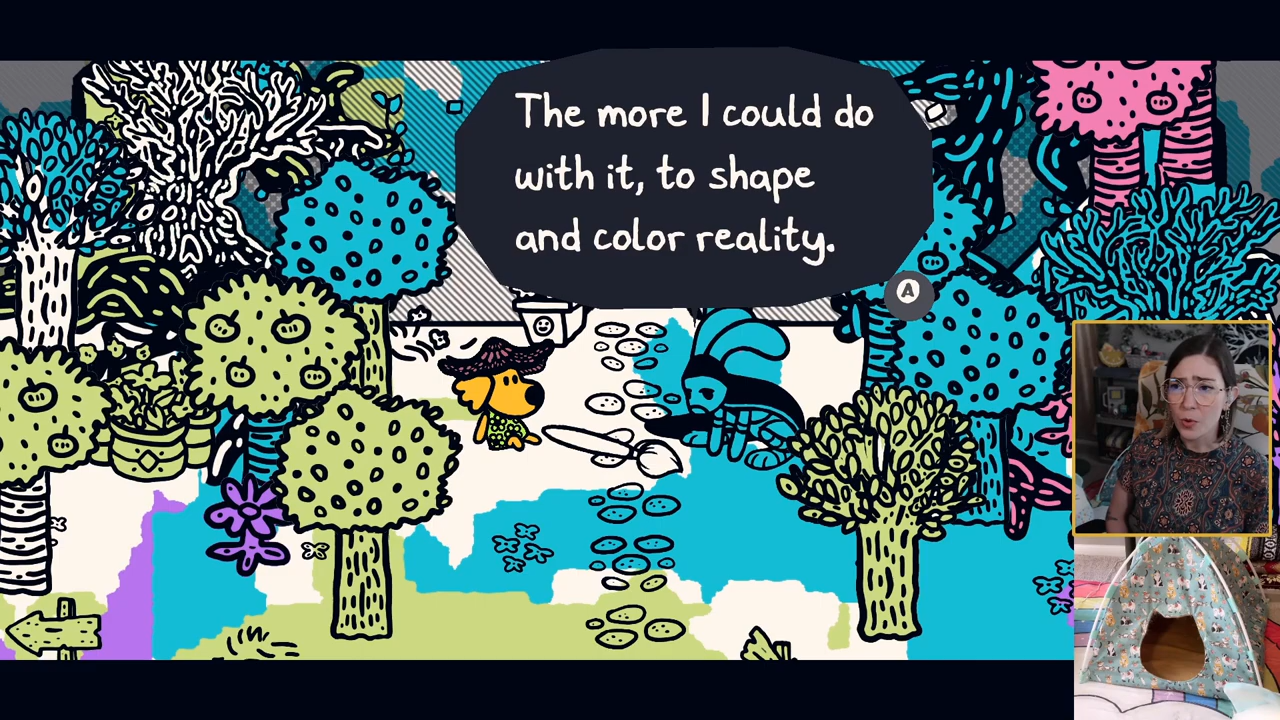 The more I could do
with it, to shape
and color reality.
A